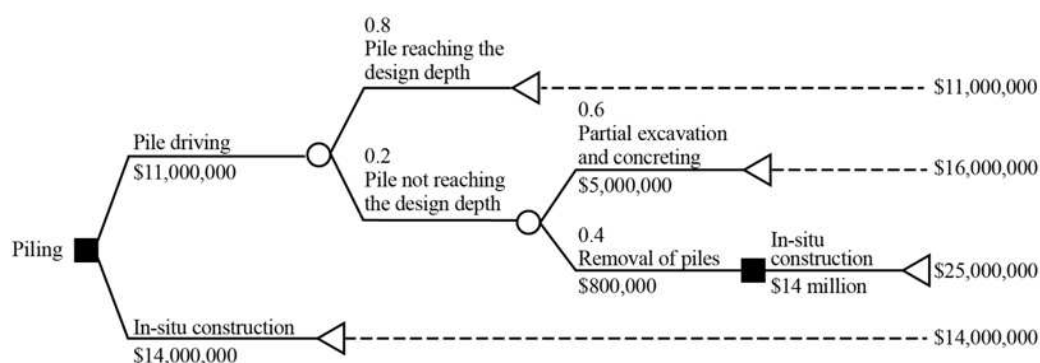 0.8
Pile reaching the
design depth
$11,000,000
0.6
Pile driving
$11,000,000
0.2
Pile not reaching
the design depth
Partial excavation
and concreting
$5,000,000
$16,000,000
Piling
0.4
Removal of piles
$800,000
In-situ
construction
$14 million
$25,000,000
In-situ construction
$14,000,000
$14,000,000